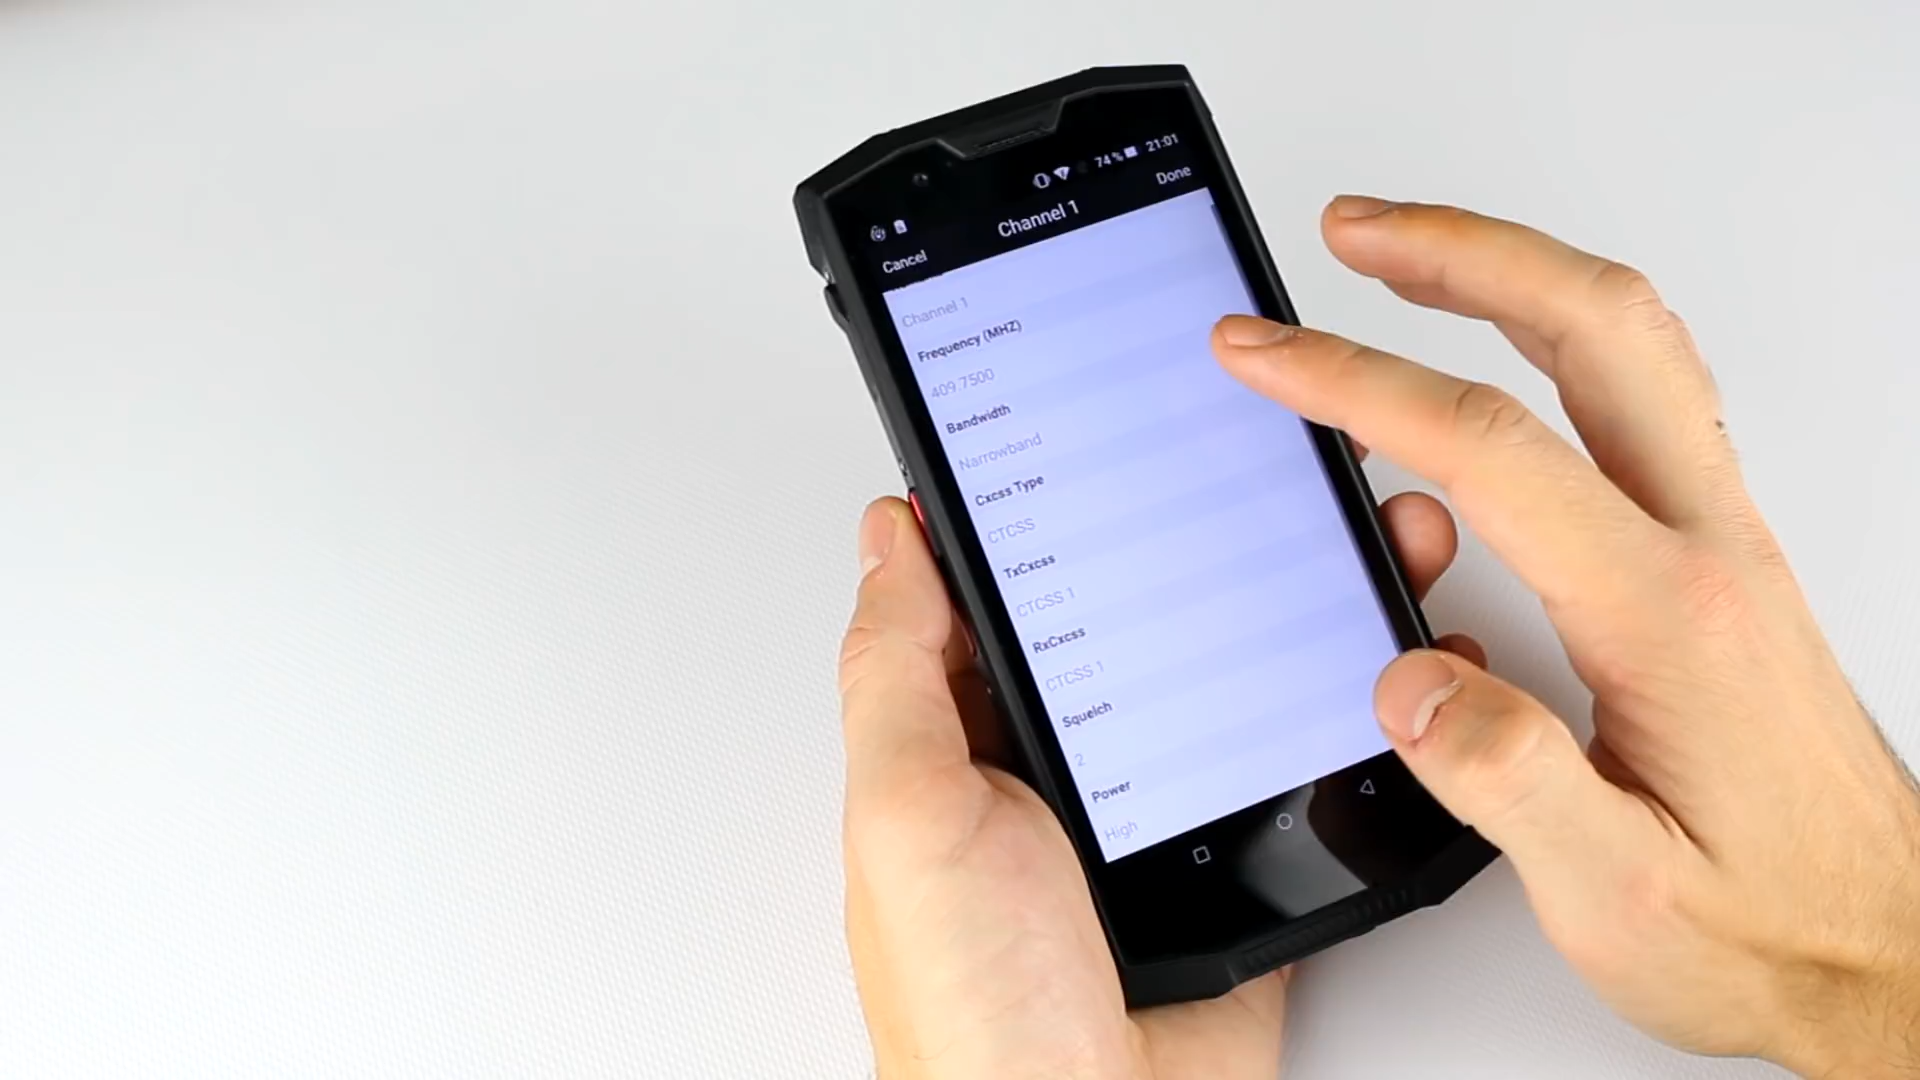 74 % 21:01
Cancel Channel 1 Done
Channel 1
Frequency (MHZ)
409.7500
Bandwidth
Narrowband
Cxcss Type
CTCSS
TxCxcss
CTCSS 1
RxCxcss
CTCSS 1
Squelch
2
Power
High